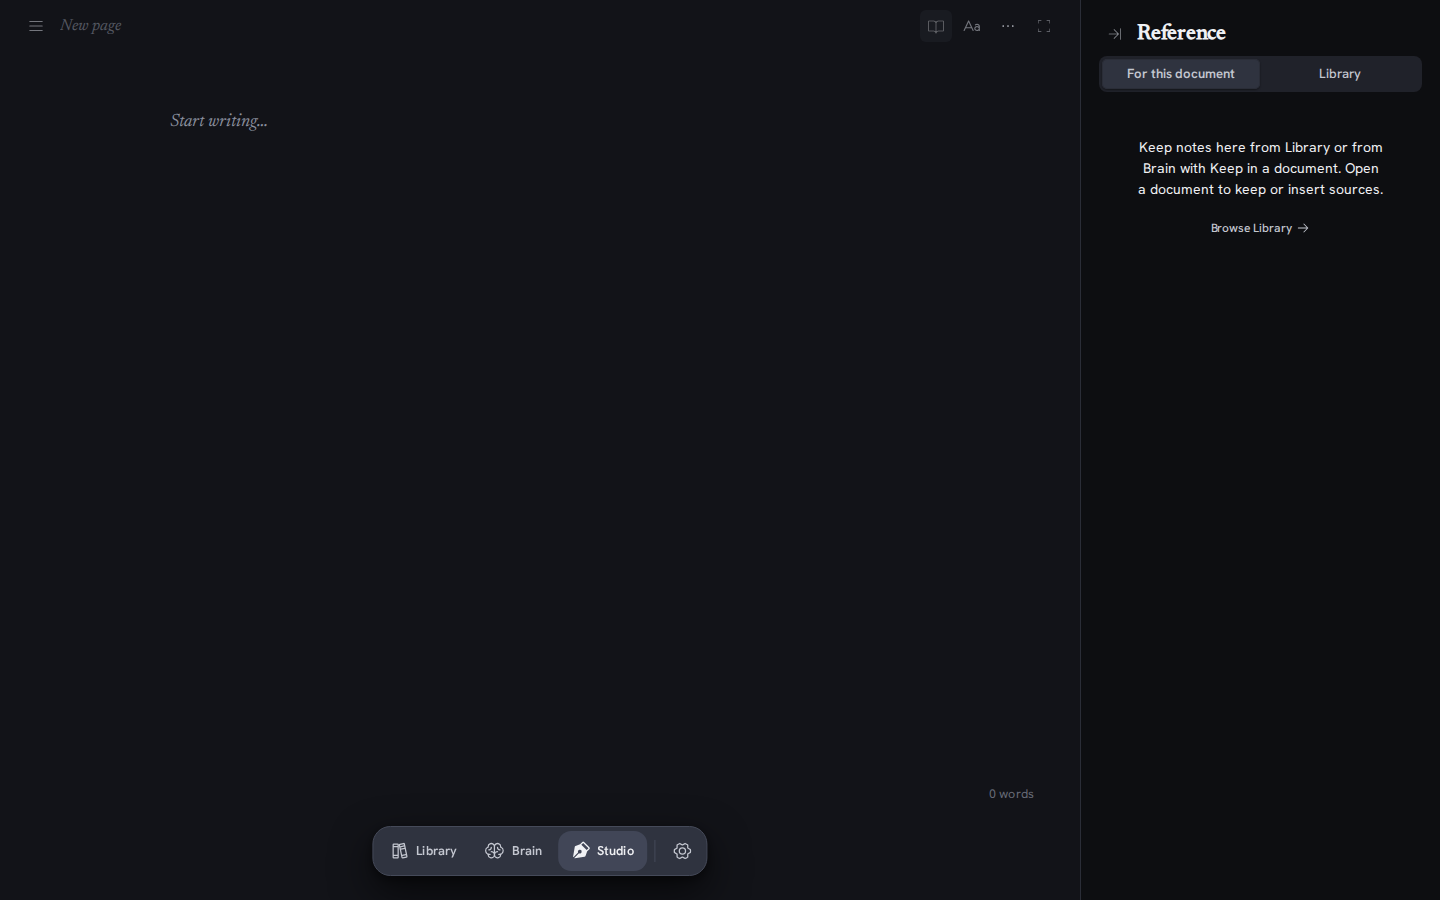 New page
Aa
Reference
For this document
Library
Start writing...
Keep notes here from Library or from
Brain with Keep in a document. Open
a document to keep or insert sources.
Browse Library
0 words
Library
Brain
Studio